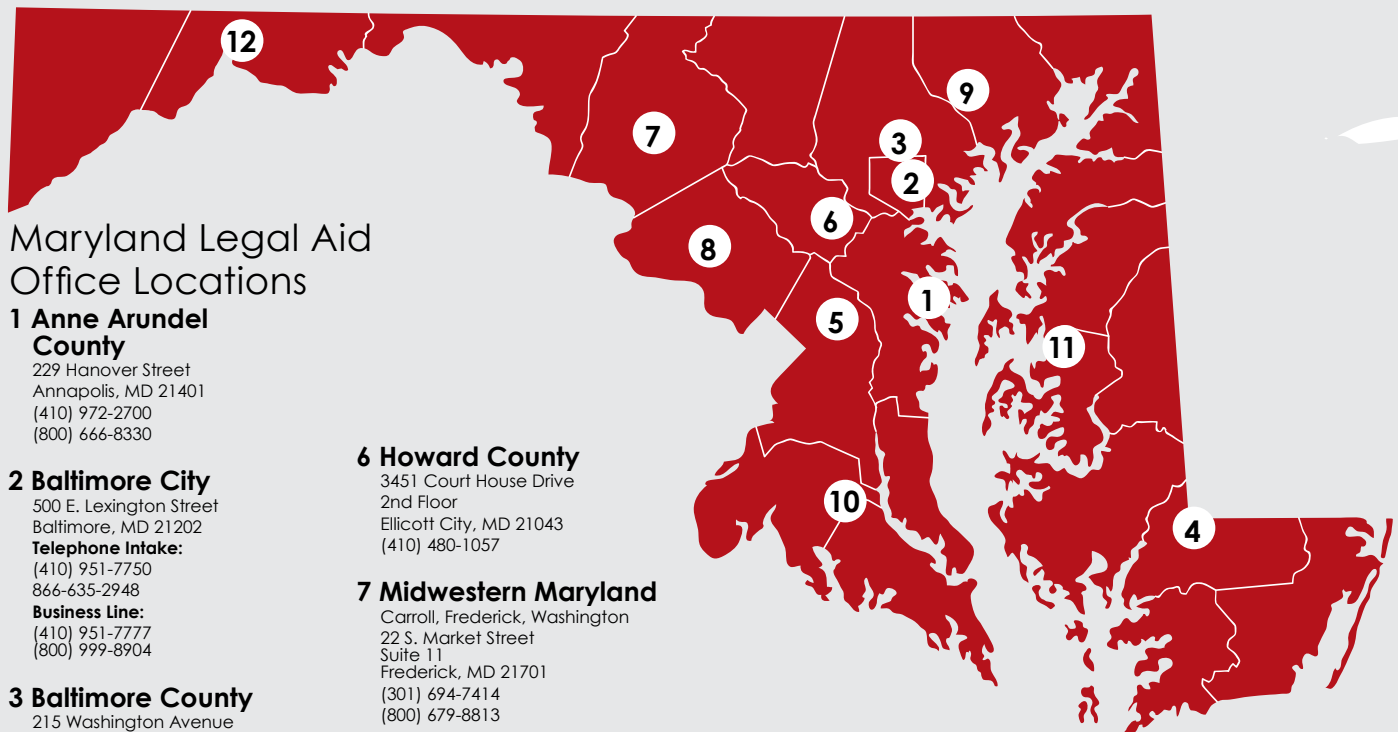 12
9
7
3
2
6
8
1
5
11
10
4
Maryland Legal Aid
Office Locations
1 Anne Arundel
County
229 Hanover Street
Annapolis, MD 21401
(410) 972-2700
(800) 666-8330
2 Baltimore City
500 E. Lexington Street
Baltimore, MD 21202
Telephone Intake:
(410) 951-7750
866-635-2948
Business Line:
(410) 951-7777
(800) 999-8904
3 Baltimore County
215 Washington Avenue
6 Howard County
3451 Court House Drive
2nd Floor
Ellicott City, MD 21043
(410) 480-1057
7 Midwestern Maryland
Carroll, Frederick, Washington
22 S. Market Street
Suite 11
Frederick, MD 21701
(301) 694-7414
(800) 679-8813